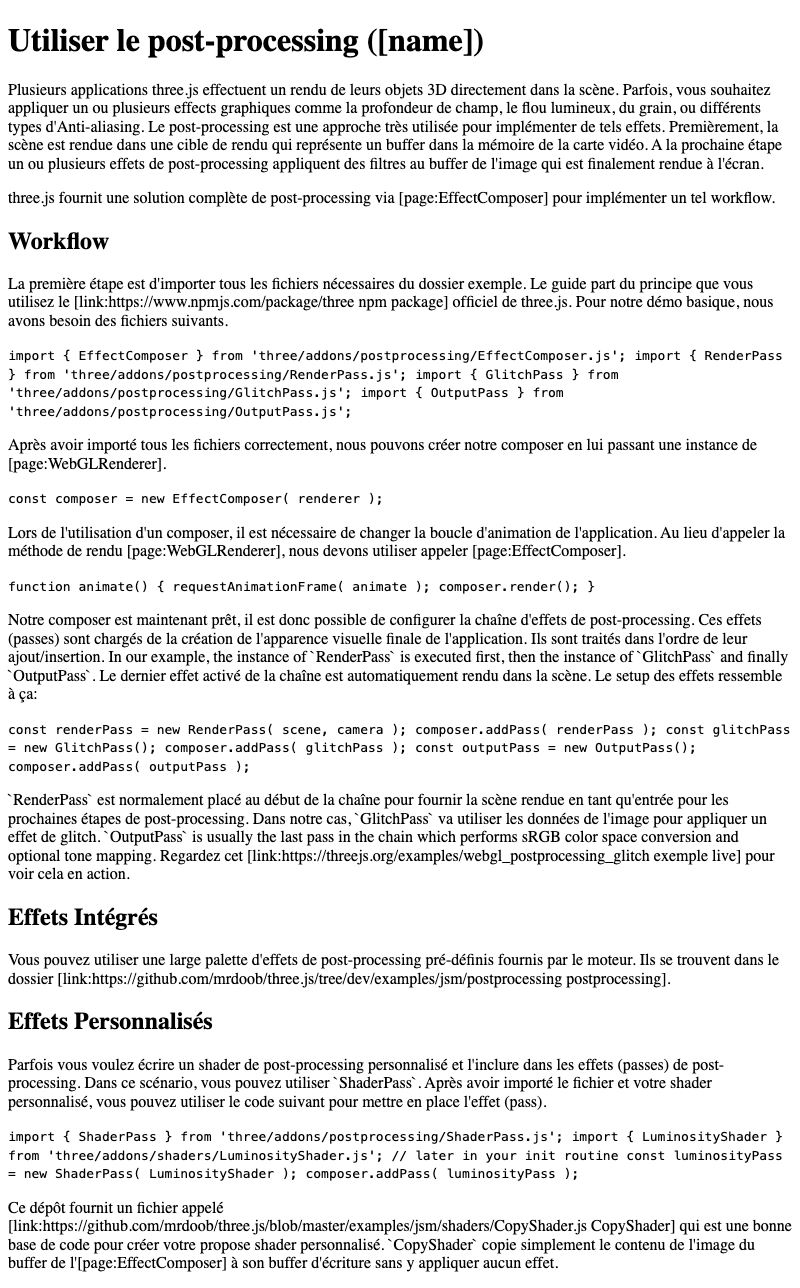 Utiliser le post-processing ([name])
Plusieurs applications three.js effectuent un rendu de leurs objets 3D directement dans la scène. Parfois, vous souhaitez
appliquer un ou plusieurs effects graphiques comme la profondeur de champ, le flou lumineux, du grain, ou différents
types d'Anti-aliasing. Le post-processing est une approche très utilisée pour implémenter de tels effets. Premièrement, la
scène est rendue dans une cible de rendu qui représente un buffer dans la mémoire de la carte vidéo. A la prochaine étape
un ou plusieurs effets de post-processing appliquent des filtres au buffer de l'image qui est finalement rendue à l'écran.
three.js fournit une solution complète de post-processing via [page:EffectComposer] pour implémenter un tel workflow.
Workflow
La première étape est d'importer tous les fichiers nécessaires du dossier exemple. Le guide part du principe que vous
utilisez le [link:https://www.npmjs.com/package/three npm package] officiel de three.js. Pour notre démo basique, nous
avons besoin des fichiers suivants.
import { EffectComposer } from 'three/addons/postprocessing/EffectComposer.js'; import { RenderPass
} from 'three/addons/postprocessing/RenderPass.js'; import { GlitchPass } from
'three/addons/postprocessing/GlitchPass.js'; import { OutputPass } from
'three/addons/postprocessing/OutputPass.js';
Après avoir importé tous les fichiers correctement, nous pouvons créer notre composer en lui passant une instance de
[page:WebGLRenderer].
const composer = new EffectComposer( renderer );
Lors de l'utilisation d'un composer, il est nécessaire de changer la boucle d'animation de l'application. Au lieu d'appeler la
méthode de rendu [page:WebGLRenderer], nous devons utiliser appeler [page:EffectComposer].
function animate() { requestAnimationFrame( animate ); composer.render(); }
Notre composer est maintenant prêt, il est donc possible de configurer la chaîne d'effets de post-processing. Ces effets
(passes) sont chargés de la création de l'apparence visuelle finale de l'application. Ils sont traités dans l'ordre de leur
ajout/insertion. In our example, the instance of `RenderPass` is executed first, then the instance of `GlitchPass` and finally
`OutputPass`. Le dernier effet activé de la chaîne est automatiquement rendu dans la scène. Le setup des effets ressemble
à ça:
const renderPass = new RenderPass( scene, camera ); composer.addPass( renderPass ); const glitchPass
= new GlitchPass(); composer.addPass( glitchPass ); const outputPass = new OutputPass();
composer.addPass( outputPass );
`RenderPass` est normalement placé au début de la chaîne pour fournir la scène rendue en tant qu'entrée pour les
prochaines étapes de post-processing. Dans notre cas, `GlitchPass` va utiliser les données de l'image pour appliquer un
effet de glitch. `OutputPass` is usually the last pass in the chain which performs sRGB color space conversion and
optional tone mapping. Regardez cet [link:https://threejs.org/examples/webgl_postprocessing_glitch exemple live] pour
voir cela en action.
Effets Intégrés
Vous pouvez utiliser une large palette d'effets de post-processing pré-définis fournis par le moteur. Ils se trouvent dans le
dossier [link:https://github.com/mrdoob/three.js/tree/dev/examples/jsm/postprocessing postprocessing].
Effets Personnalisés
Parfois vous voulez écrire un shader de post-processing personnalisé et l'inclure dans les effets (passes) de post-
processing. Dans ce scénario, vous pouvez utiliser `ShaderPass`. Après avoir importé le fichier et votre shader
personnalisé, vous pouvez utiliser le code suivant pour mettre en place l'effet (pass).
import { ShaderPass } from 'three/addons/postprocessing/ShaderPass.js'; import { LuminosityShader }
from 'three/addons/shaders/LuminosityShader.js'; // later in your init routine const luminosityPass
= new ShaderPass( LuminosityShader ); composer.addPass( luminosityPass );
Ce dépôt fournit un fichier appelé
[link:https://github.com/mrdoob/three.js/blob/master/examples/jsm/shaders/CopyShader.js CopyShader] qui est une bonne
base de code pour créer votre propose shader personnalisé. `CopyShader` copie simplement le contenu de l'image du
buffer de l'[page:EffectComposer] à son buffer d'écriture sans y appliquer aucun effet.